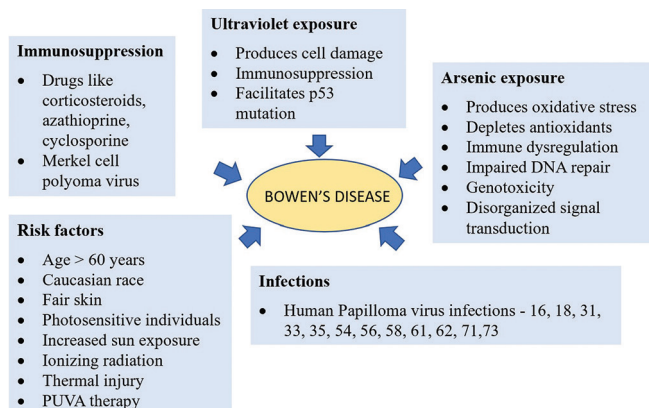 Immunosuppression
• Drugs like
corticosteroids,
azathioprine,
cyclosporine
• Merkel cell
polyoma virus
Ultraviolet exposure
• Produces cell damage
• Immunosuppression
• Facilitates p53
mutation
Arsenic exposure
• Produces oxidative stress
• Depletes antioxidants
• Immune dysregulation
• Impaired DNA repair
• Genotoxicity
• Disorganized signal
transduction
BOWEN'S DISEASE
Risk factors
• Age > 60 years
• Caucasian race
• Fair skin
• Photosensitive individuals
• Increased sun exposure
• Ionizing radiation
• Thermal injury
• PUVA therapy
Infections
• Human Papilloma virus infections - 16, 18, 31,
33, 35, 54, 56, 58, 61, 62, 71,73